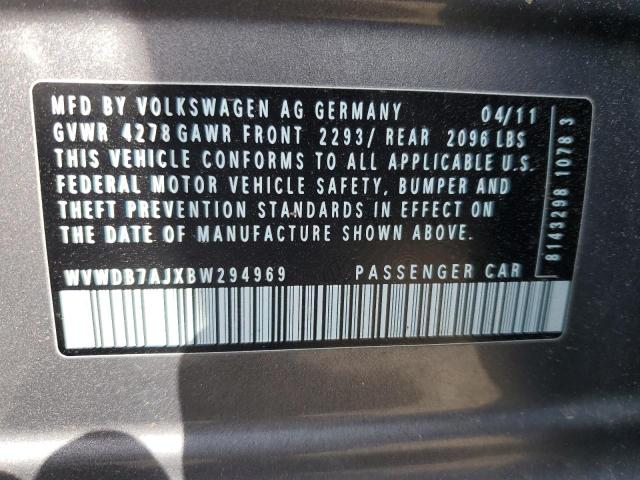 MFD BY VOLKSWAGEN AG GERMANY 04/11
GVWR 4278 GAWR FRONT 2293/ REAR 2096 LBS
THIS VEHICLE CONFORMS TO ALL APPLICABLE U.S.
FEDERAL MOTOR VEHICLE SAFETY, BUMPER AND
THEFT PREVENTION STANDARDS IN EFFECT ON
THE DATE OF MANUFACTURE SHOWN ABOVE.
WVWDB7AJXBW294969 PASSENGER CAR
8143298 1078 3